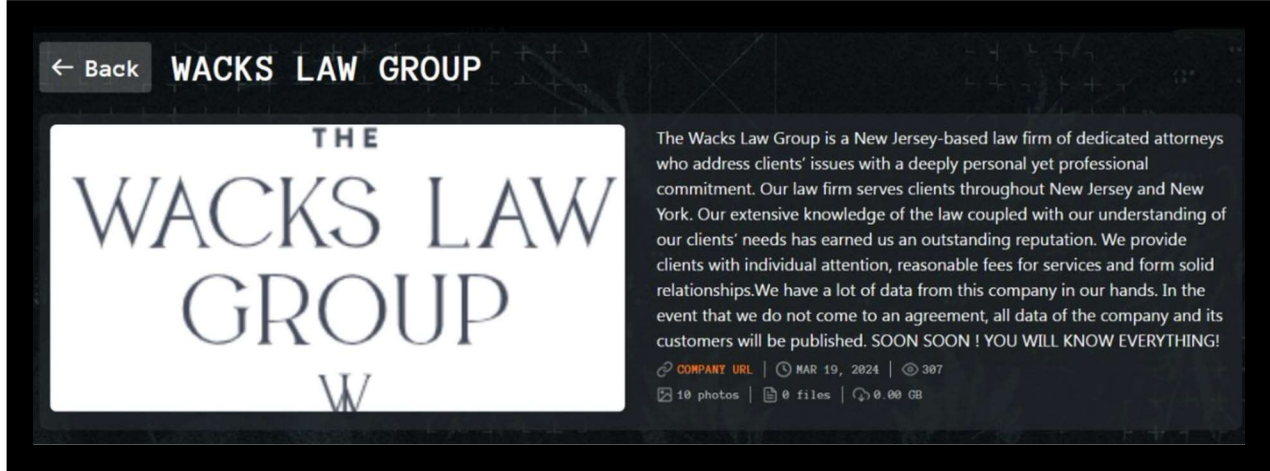 ← Back WACKS LAW GROUP
THE
WACKS LAW
GROUP
W
The Wacks Law Group is a New Jersey-based law firm of dedicated attorneys
who address clients’ issues with a deeply personal yet professional
commitment. Our law firm serves clients throughout New Jersey and New
York. Our extensive knowledge of the law coupled with our understanding of
our clients’ needs has earned us an outstanding reputation. We provide
clients with individual attention, reasonable fees for services and form solid
relationships.We have a lot of data from this company in our hands. In the
event that we do not come to an agreement, all data of the company and its
customers will be published. SOON SOON ! YOU WILL KNOW EVERYTHING!
COMPANY URL | MAR 19, 2024 | 307
10 photos | 0 files | 0.00 GB